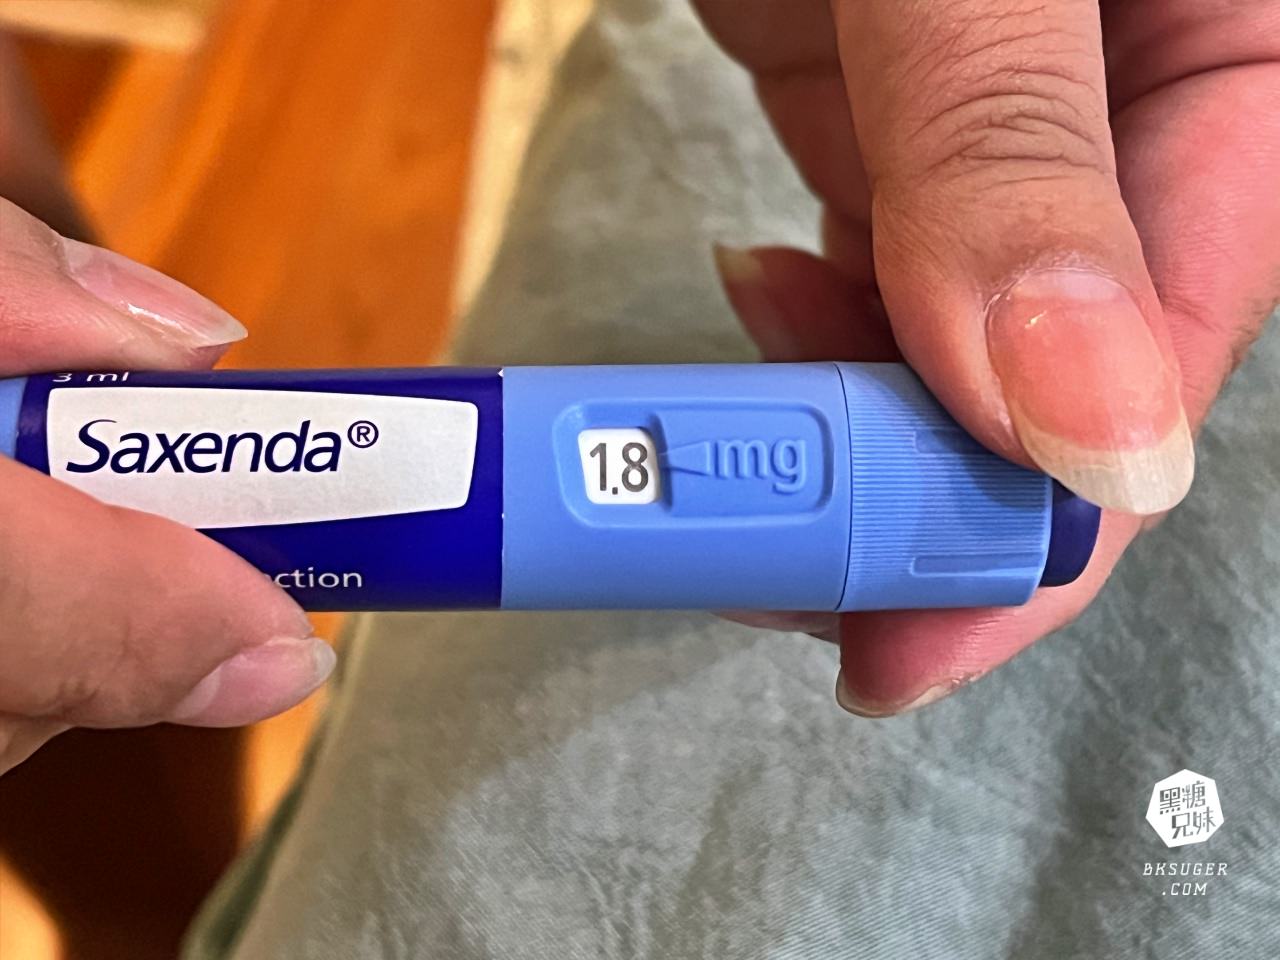 3 ml
Saxenda®
ction
1.8 mg
黑糖
兄妹
BKSUGER
.COM